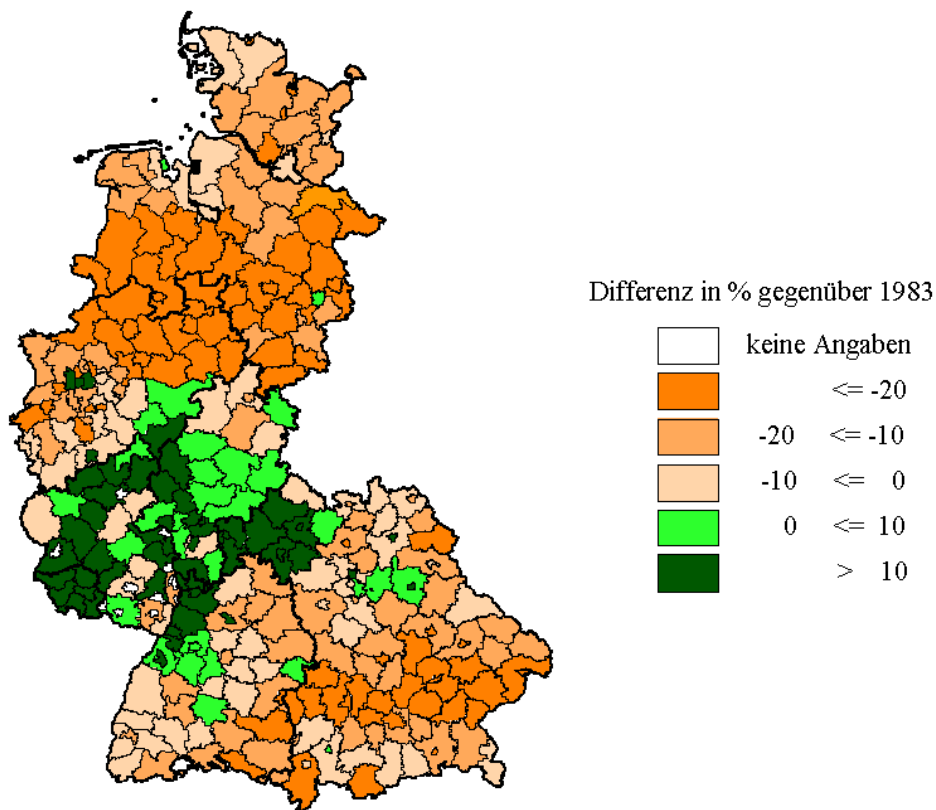 Differenz in % gegenüber 1983
keine Angaben
<= -20
-20 <= -10
-10 <= 0
0 <= 10
> 10